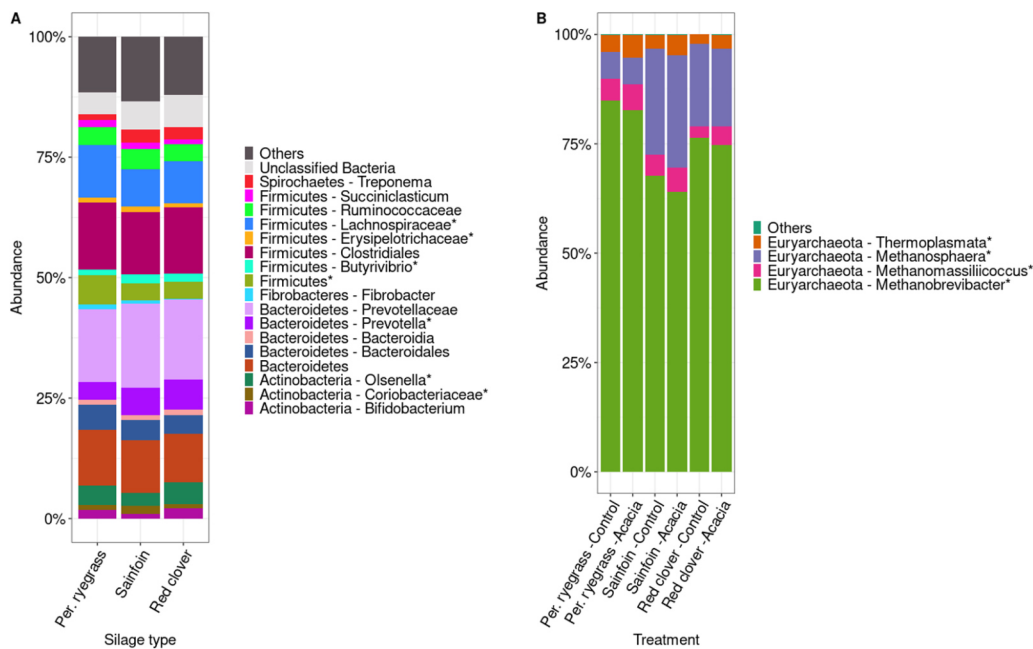 A
100%
75%
50%
25%
0%
Abundance
Per. ryegrass
Sainfoin
Red clover
Silage type
Others
Unclassified Bacteria
Spirochaetes - Treponema
Firmicutes - Succiniclasticum
Firmicutes - Ruminococcaceae
Firmicutes - Lachnospiraceae*
Firmicutes - Erysipelotrichaceae*
Firmicutes - Clostridiales
Firmicutes - Butyrivibrio*
Firmicutes*
Fibrobacteres - Fibrobacter
Bacteroidetes - Prevotellaceae
Bacteroidetes - Prevotella*
Bacteroidetes - Bacteroidia
Bacteroidetes - Bacteroidales
Bacteroidetes
Actinobacteria - Olsenella*
Actinobacteria - Coriobacteriaceae*
Actinobacteria - Bifidobacterium
B
100%
75%
50%
25%
0%
Abundance
Per. ryegrass -Control
Per. ryegrass -Acacia
Sainfoin -Control
Sainfoin -Acacia
Red clover -Control
Red clover -Acacia
Treatment
Others
Euryarchaeota - Thermoplasmata*
Euryarchaeota - Methanosphaera*
Euryarchaeota - Methanomassiliicoccus*
Euryarchaeota - Methanobrevibacter*